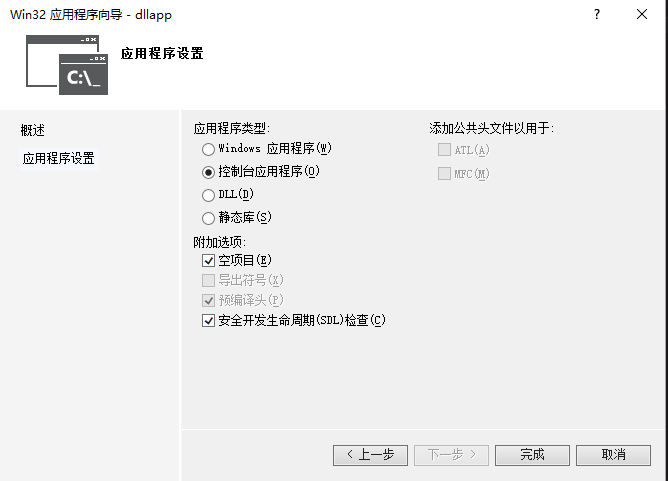 Win32 应用程序向导 - dllapp
? ×
C:\_
应用程序设置
概述
应用程序设置
应用程序类型:
Windows 应用程序(W)
控制台应用程序(O)
DLL(D)
静态库(S)
附加选项:
空项目(E)
导出符号(X)
预编译头(P)
安全开发生命周期(SDL)检查(C)
添加公共头文件以用于:
ATL(A)
MFC(M)
< 上一步
下一步 >
完成
取消